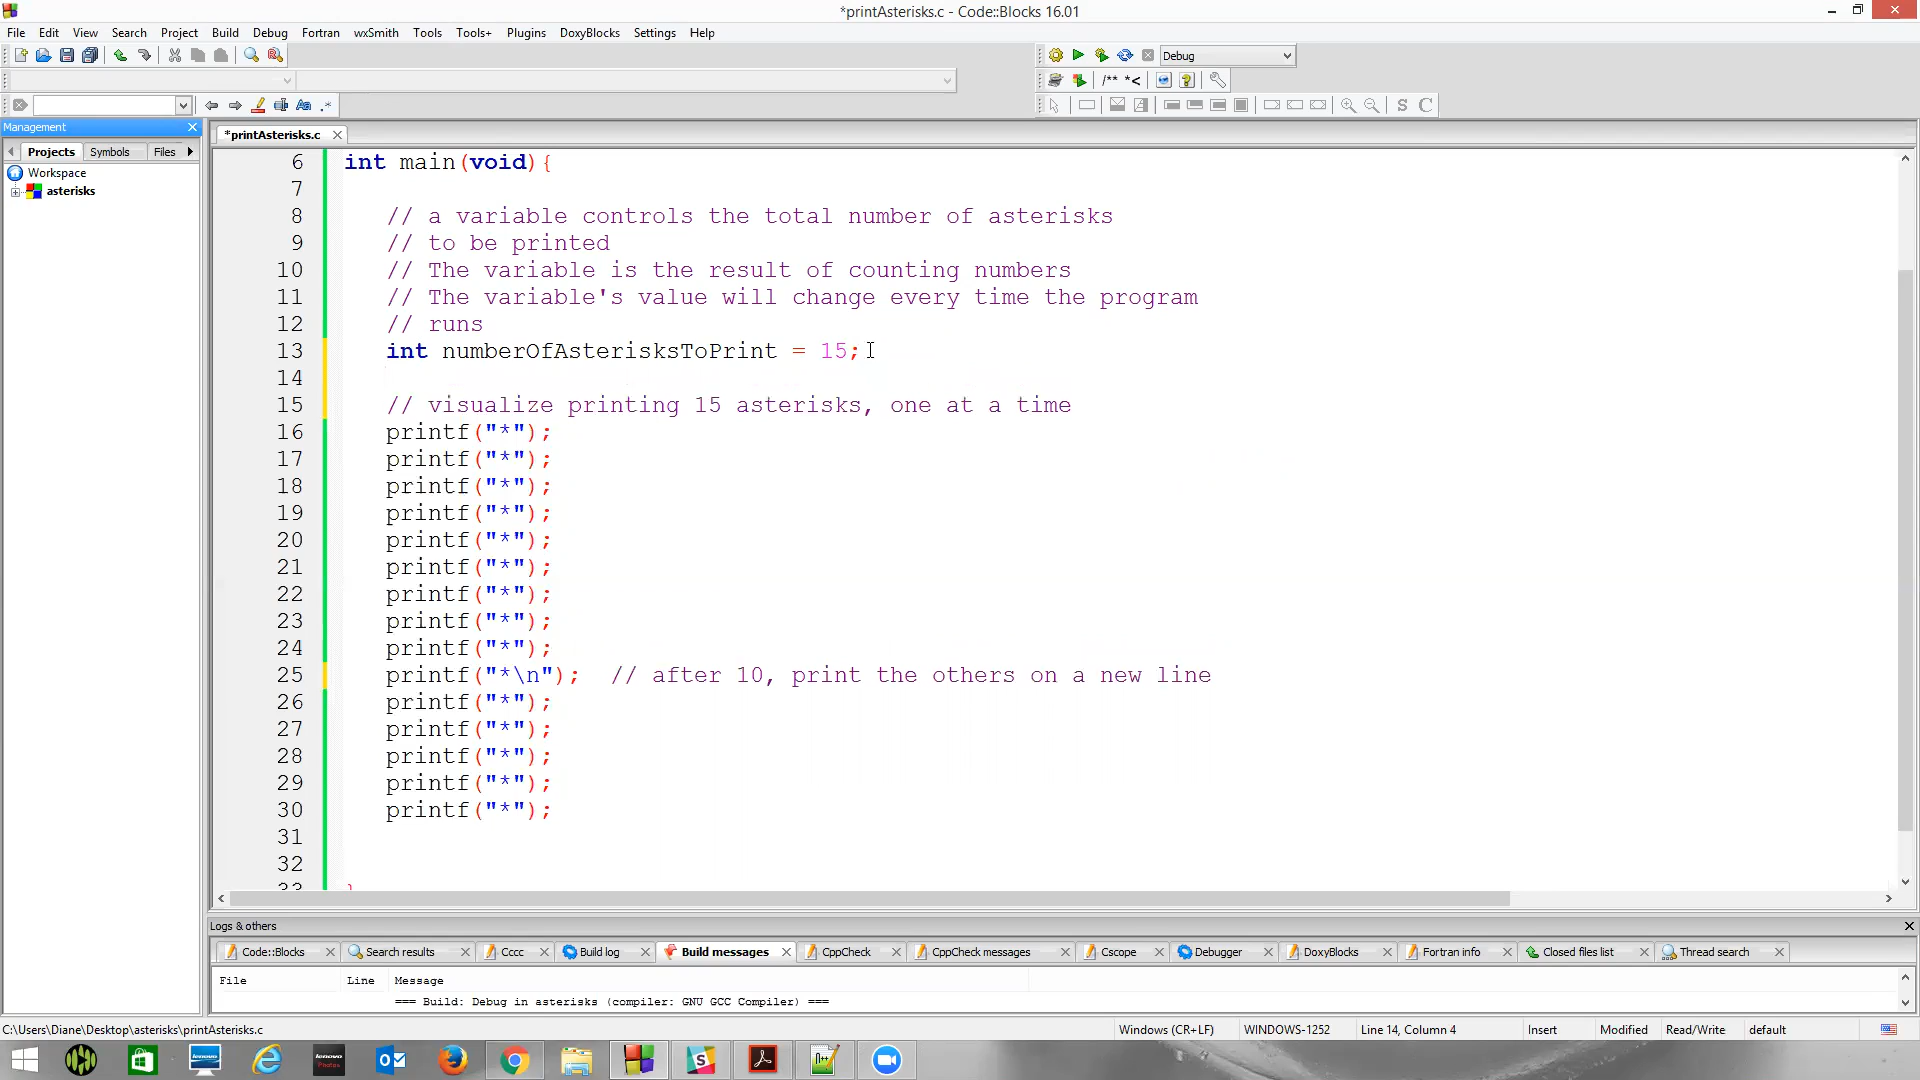 *printAsterisks.c - Code::Blocks 16.01
File Edit View Search Project Build Debug Fortran wxSmith Tools Tools+ Plugins DoxyBlocks Settings Help
Debug
/** *<
Aa .*
S C
Management
*printAsterisks.c
Projects Symbols Files
Workspace
asterisks
6 int main(void){
7
8 // a variable controls the total number of asterisks
9 // to be printed
10 // The variable is the result of counting numbers
11 // The variable's value will change every time the program
12 // runs
13 int numberOfAsterisksToPrint = 15;
14
15 // visualize printing 15 asterisks, one at a time
16 printf("*");
17 printf("*");
18 printf("*");
19 printf("*");
20 printf("*");
21 printf("*");
22 printf("*");
23 printf("*");
24 printf("*");
25 printf("*\n"); // after 10, print the others on a new line
26 printf("*");
27 printf("*");
28 printf("*");
29 printf("*");
30 printf("*");
31
32
33 }
Logs & others
Code::Blocks Search results Cccc Build log Build messages CppCheck CppCheck messages Cscope Debugger DoxyBlocks Fortran info Closed files list Thread search
File Line Message
=== Build: Debug in asterisks (compiler: GNU GCC Compiler) ===
C:\Users\Diane\Desktop\asterisks\printAsterisks.c Windows (CR+LF) WINDOWS-1252 Line 14, Column 4 Insert Modified Read/Write default
lenovo
lenovo